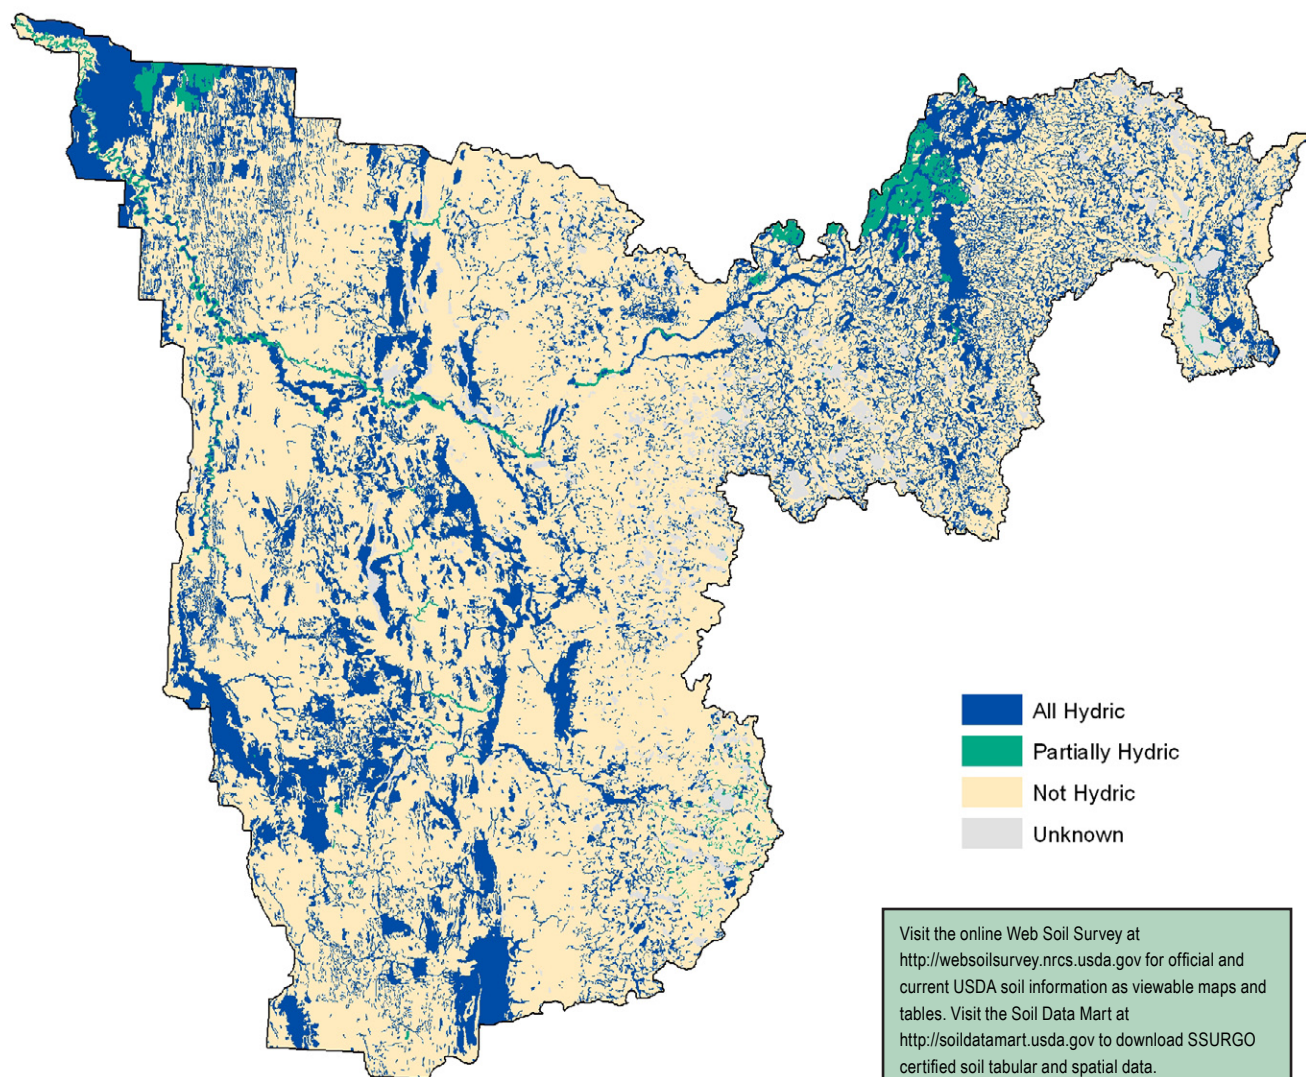 All Hydric
Partially Hydric
Not Hydric
Unknown
Visit the online Web Soil Survey at
http://websoilsurvey.nrcs.usda.gov for official and
current USDA soil information as viewable maps and
tables. Visit the Soil Data Mart at
http://soildatamart.usda.gov to download SSURGO
certified soil tabular and spatial data.